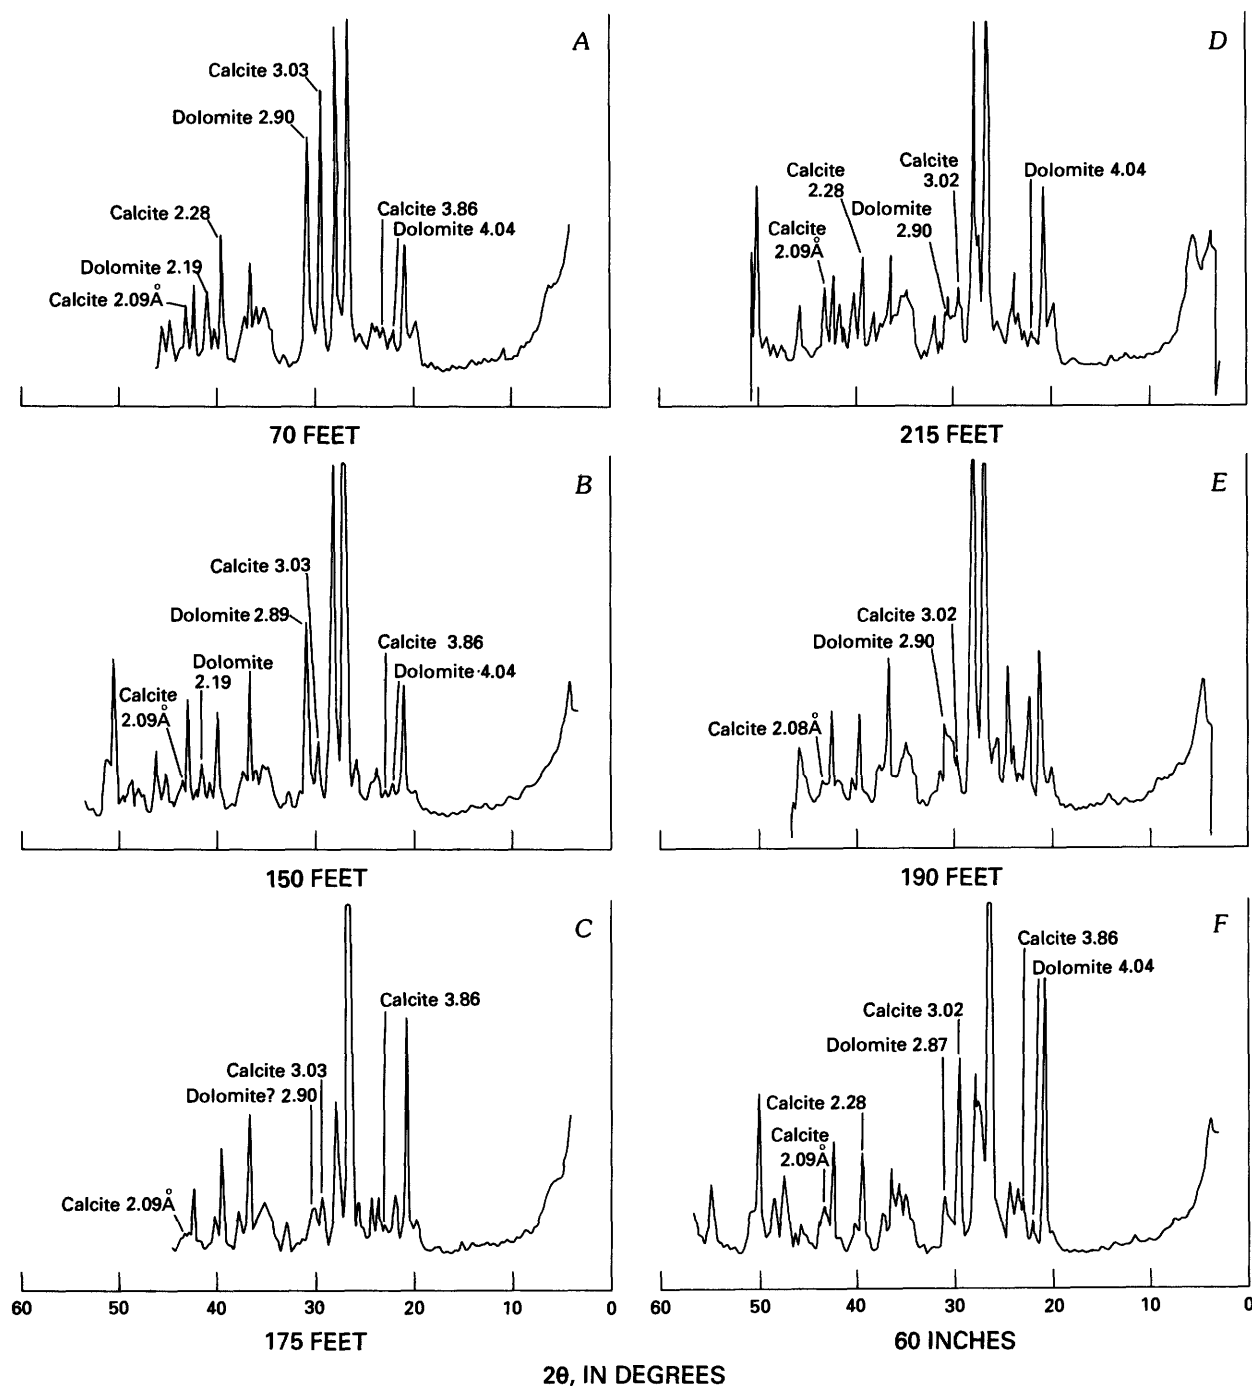 A
Calcite 3.03
Dolomite 2.90
Calcite 2.28
Calcite 3.86
Dolomite 4.04
Dolomite 2.19
Calcite 2.09Å
70 FEET
D
Calcite
3.02
Calcite
2.28
Dolomite 4.04
Dolomite
2.90
Calcite
2.09Å
215 FEET
B
Calcite 3.03
Dolomite 2.89
Calcite 3.86
Dolomite 4.04
Dolomite
2.19
Calcite
2.09Å
150 FEET
E
Calcite 3.02
Dolomite 2.90
Calcite 2.08Å
190 FEET
C
Calcite 3.86
Calcite 3.03
Dolomite? 2.90
Calcite 2.09Å
60 50 40 30 20 10 0
175 FEET
F
Calcite 3.86
Dolomite 4.04
Calcite 3.02
Dolomite 2.87
Calcite 2.28
Calcite
2.09Å
60 50 40 30 20 10 0
60 INCHES
2θ, IN DEGREES